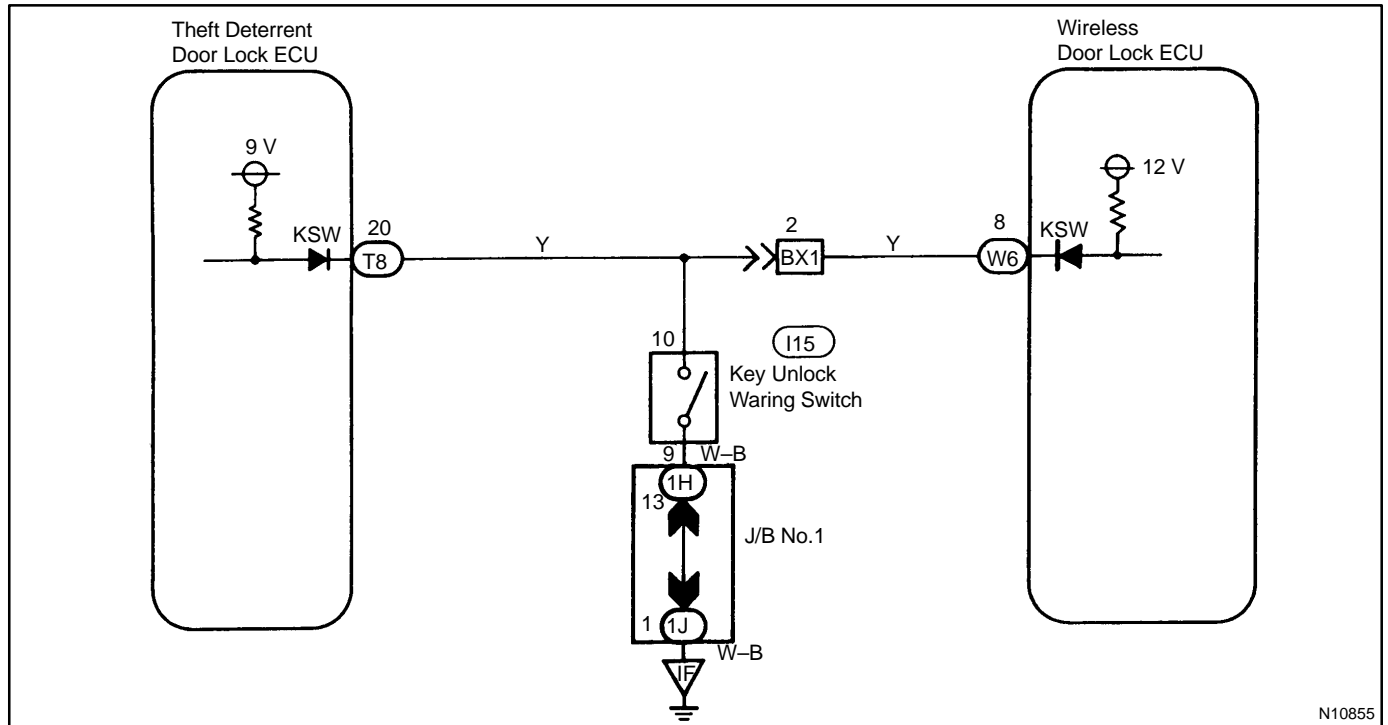 Theft Deterrent
Door Lock ECU
Wireless
Door Lock ECU
9 V
12 V
KSW
20
T8
Y
2
BX1
Y
8
W6
KSW
10
I15
Key Unlock
Waring Switch
9
W–B
1H
13
J/B No.1
1
1J
W–B
IF
N10855